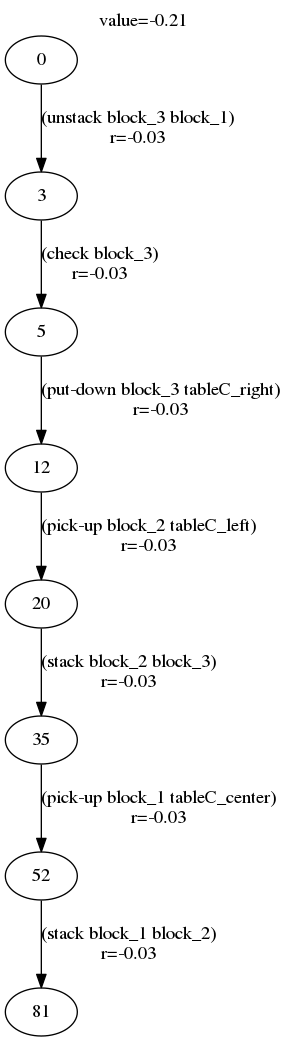 value=-0.21
0
(unstack block_3 block_1)
r=-0.03
3
(check block_3)
r=-0.03
5
(put-down block_3 tableC_right)
r=-0.03
12
(pick-up block_2 tableC_left)
r=-0.03
20
(stack block_2 block_3)
r=-0.03
35
(pick-up block_1 tableC_center)
r=-0.03
52
(stack block_1 block_2)
r=-0.03
81